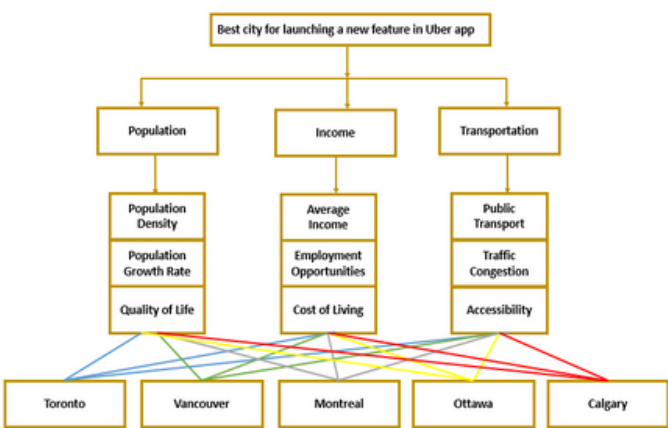 Best city for launching a new feature in Uber app
Population
Income
Transportation
Population
Density
Average
Income
Public
Transport
Population
Growth Rate
Employment
Opportunities
Traffic
Congestion
Quality of Life
Cost of Living
Accessibility
Toronto
Vancouver
Montreal
Ottawa
Calgary